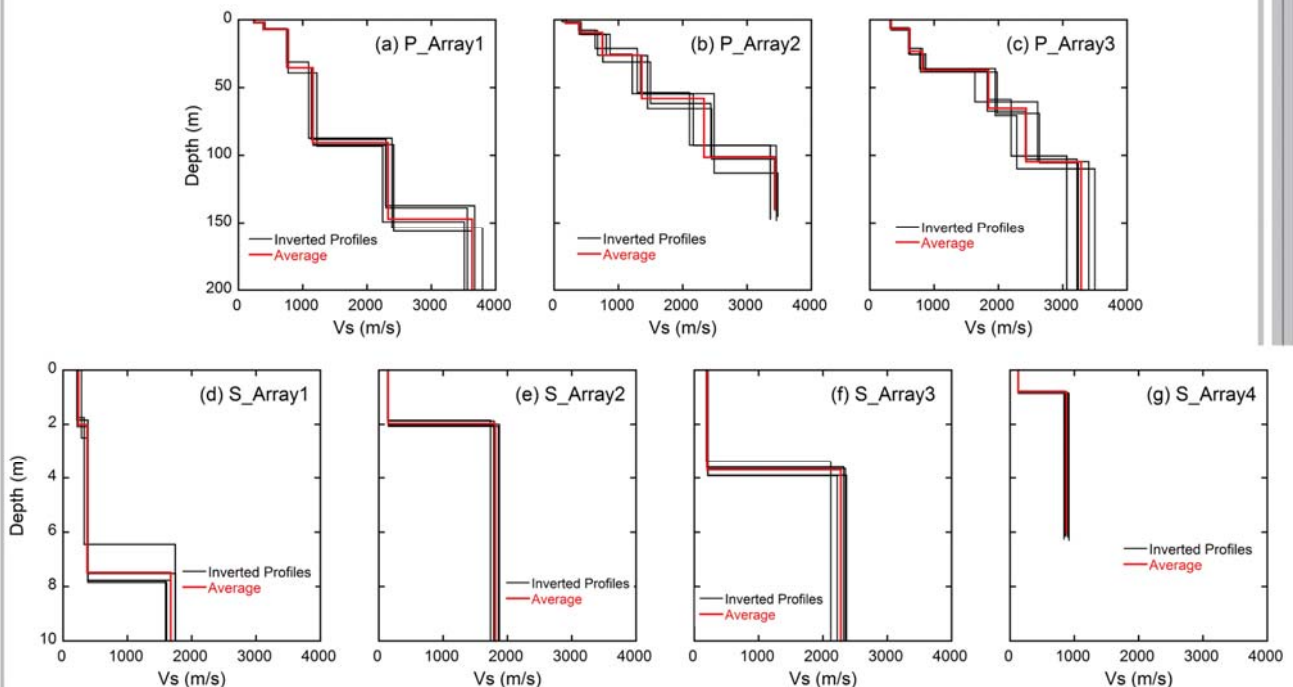 (a) P_Array1
(b) P_Array2
(c) P_Array3
0
50
100
150
200
Depth (m)
Inverted Profiles
Average
Inverted Profiles
Average
Inverted Profiles
Average
0 1000 2000 3000 4000
0 1000 2000 3000 4000
0 1000 2000 3000 4000
Vs (m/s)
Vs (m/s)
Vs (m/s)
(d) S_Array1
(e) S_Array2
(f) S_Array3
(g) S_Array4
0
2
4
6
8
10
Depth (m)
Inverted Profiles
Average
Inverted Profiles
Average
Inverted Profiles
Average
Inverted Profiles
Average
0 1000 2000 3000 4000
0 1000 2000 3000 4000
0 1000 2000 3000 4000
0 1000 2000 3000 4000
Vs (m/s)
Vs (m/s)
Vs (m/s)
Vs (m/s)